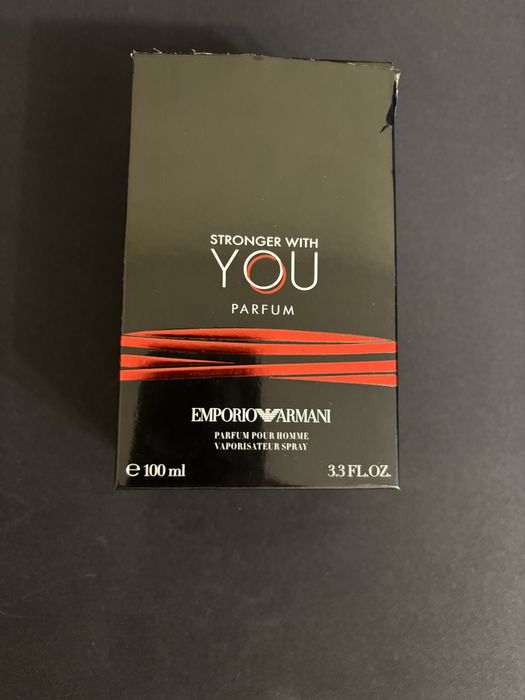 STRONGER WITH
YOU
PARFUM
EMPORIO ARMANI
PARFUM POUR HOMME
VAPORISATEUR SPRAY
℮ 100 ml 3.3 FL.OZ.